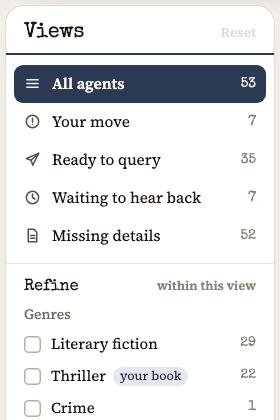 Views Reset
All agents 53
Your move 7
Ready to query 35
Waiting to hear back 7
Missing details 52
Refine within this view
Genres
Literary fiction 29
Thriller your book 22
Crime 1